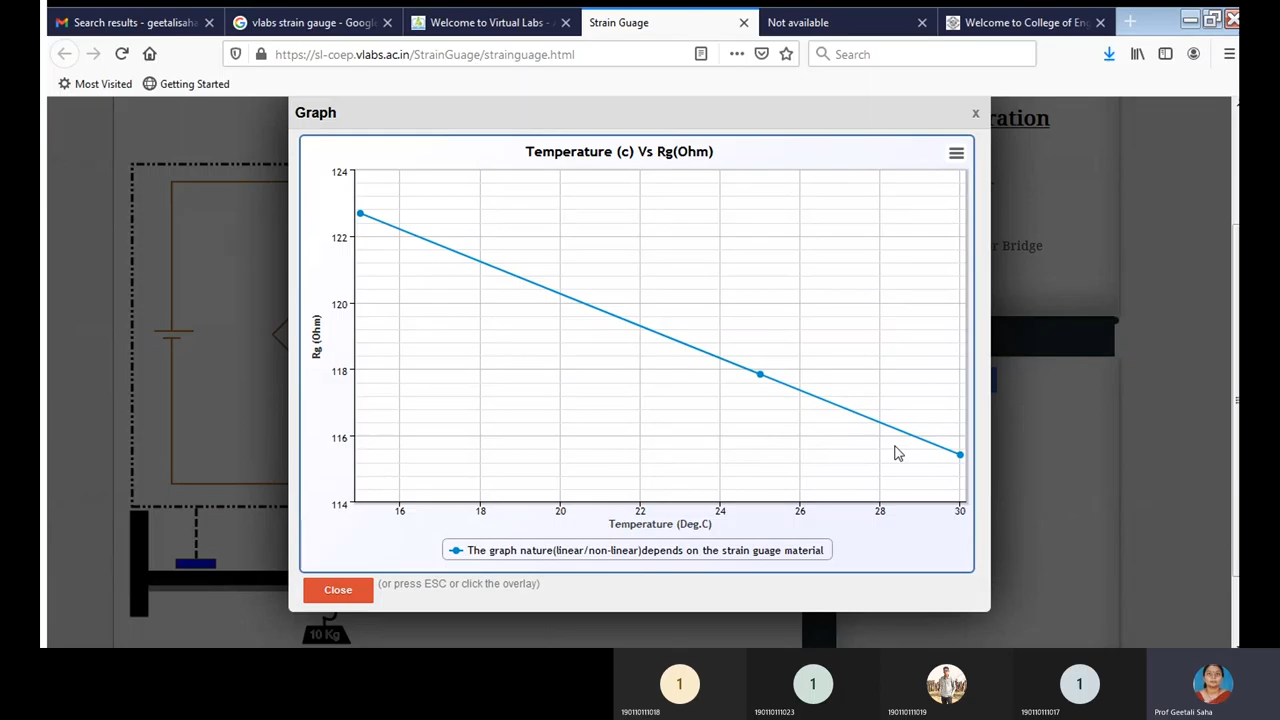 Search results - geetalisaha
vlabs strain gauge - Google
Welcome to Virtual Labs -
Strain Guage
Not available
Welcome to College of Eng
https://sl-coep.vlabs.ac.in/StrainGuage/strainguage.html
Search
Most Visited
Getting Started
Graph
x
ration
Temperature (c) Vs Rg(Ohm)
124
122
r Bridge
120
Rg (Ohm)
118
116
114
16
18
20
22
24
26
28
30
Temperature (Deg.C)
The graph nature(linear/non-linear)depends on the strain guage material
Close
(or press ESC or click the overlay)
10 Kg
1
1
1
190110111018
190110111023
190110111019
190110111017
Prof Geetali Saha